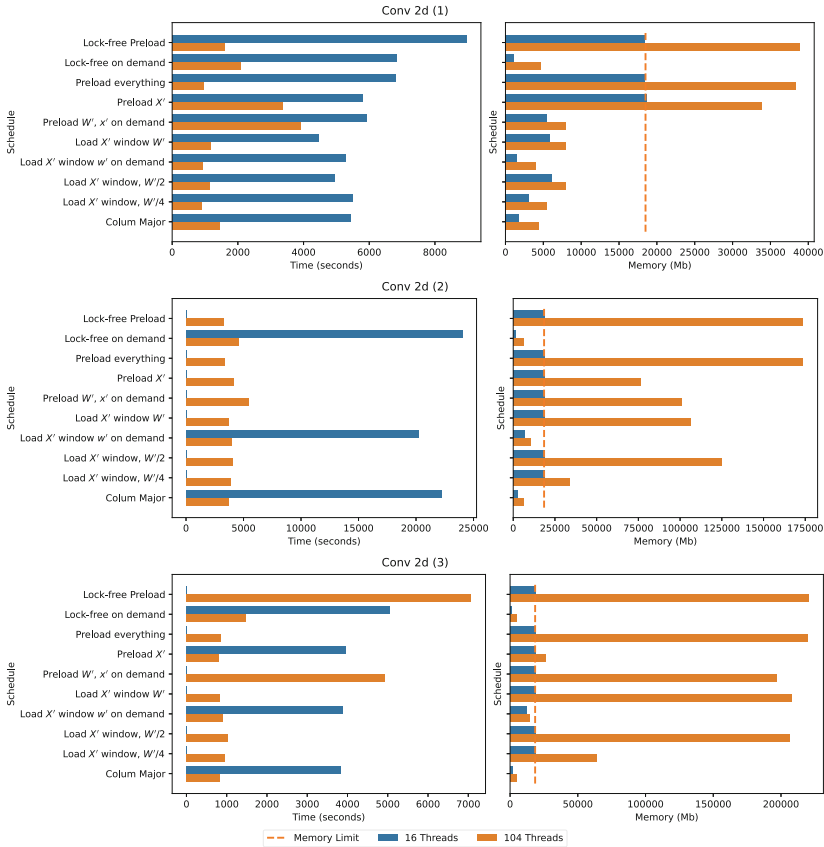 Conv 2d (1)
Schedule
Lock-free Preload
Lock-free on demand
Preload everything
Preload X′
Preload W′, x′ on demand
Load X′ window W′
Load X′ window w′ on demand
Load X′ window, W′/2
Load X′ window, W′/4
Colum Major
0 2000 4000 6000 8000
Time (seconds)
Schedule
0 5000 10000 15000 20000 25000 30000 35000 40000
Memory (Mb)
Conv 2d (2)
Schedule
Lock-free Preload
Lock-free on demand
Preload everything
Preload X′
Preload W′, x′ on demand
Load X′ window W′
Load X′ window w′ on demand
Load X′ window, W′/2
Load X′ window, W′/4
Colum Major
0 5000 10000 15000 20000 25000
Time (seconds)
Schedule
0 25000 50000 75000 100000 125000 150000 175000
Memory (Mb)
Conv 2d (3)
Schedule
Lock-free Preload
Lock-free on demand
Preload everything
Preload X′
Preload W′, x′ on demand
Load X′ window W′
Load X′ window w′ on demand
Load X′ window, W′/2
Load X′ window, W′/4
Colum Major
0 1000 2000 3000 4000 5000 6000 7000
Time (seconds)
Schedule
0 50000 100000 150000 200000
Memory (Mb)
Memory Limit 16 Threads 104 Threads